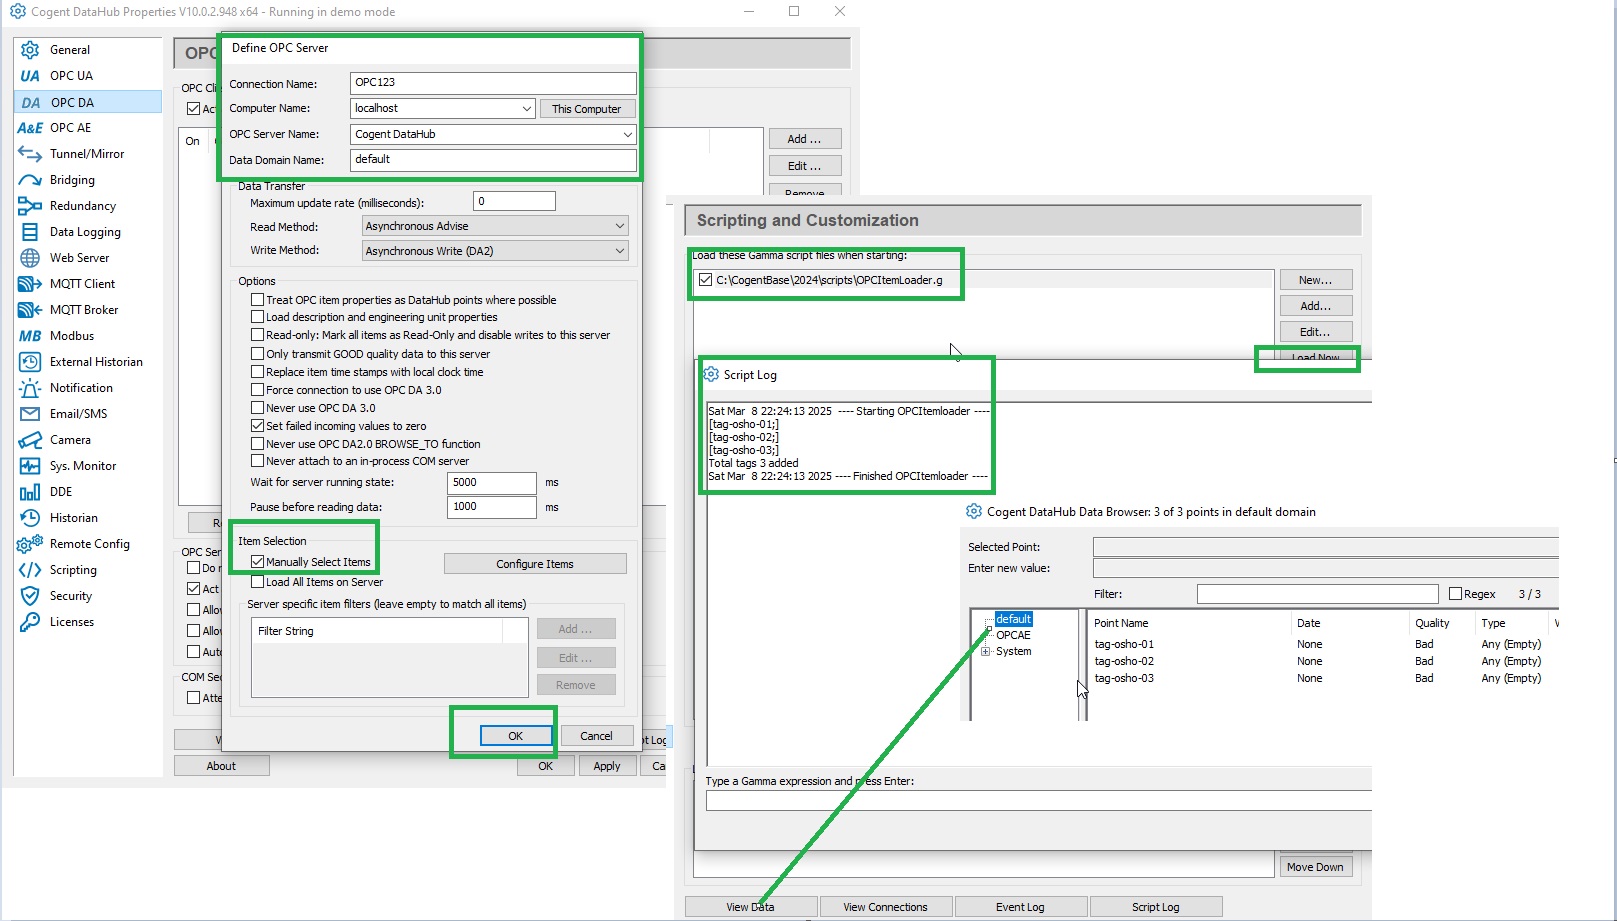 Cogent DataHub Properties V10.0.2.948 x64 - Running in demo mode
General
OPC UA
OPC DA
OPC AE
Tunnel/Mirror
Bridging
Redundancy
Data Logging
Web Server
MQTT Client
MQTT Broker
Modbus
External Historian
Notification
Email/SMS
Camera
Sys. Monitor
DDE
Historian
Remote Config
Scripting
Security
Licenses
UA
DA
A&E
MB
OPC
OPC Cli
Act
On
Add ...
Edit ...
Remove
OPC Ser
Do n
Act
Allo
Allo
Aut
COM Sec
Atte
About
OK
Apply
Ca
Define OPC Server
Connection Name: OPC123
Computer Name: localhost This Computer
OPC Server Name: Cogent DataHub
Data Domain Name: default
Data Transfer
Maximum update rate (milliseconds): 0
Read Method: Asynchronous Advise
Write Method: Asynchronous Write (DA2)
Options
Treat OPC item properties as DataHub points where possible
Load description and engineering unit properties
Read-only: Mark all items as Read-Only and disable writes to this server
Only transmit GOOD quality data to this server
Replace item time stamps with local clock time
Force connection to use OPC DA 3.0
Never use OPC DA 3.0
Set failed incoming values to zero
Never use OPC DA2.0 BROWSE_TO function
Never attach to an in-process COM server
Wait for server running state: 5000 ms
Pause before reading data: 1000 ms
Item Selection
Manually Select Items Configure Items
Load All Items on Server
Server specific item filters (leave empty to match all items)
Filter String
Add ...
Edit ...
Remove
OK Cancel
Scripting and Customization
Load these Gamma script files when starting:
C:\CogentBase\2024\scripts\OPCItemLoader.g
New...
Add...
Edit...
Load Now
Script Log
Sat Mar 8 22:24:13 2025 ---- Starting OPCItemloader ----
[tag-osho-01;]
[tag-osho-02;]
[tag-osho-03;]
Total tags 3 added
Sat Mar 8 22:24:13 2025 ---- Finished OPCItemloader ----
Cogent DataHub Data Browser: 3 of 3 points in default domain
Selected Point:
Enter new value:
Filter: Regex 3 / 3
default
OPCAE
System
Point Name Date Quality Type
tag-osho-01 None Bad Any (Empty)
tag-osho-02 None Bad Any (Empty)
tag-osho-03 None Bad Any (Empty)
Type a Gamma expression and press Enter:
Move Down
View Data View Connections Event Log Script Log